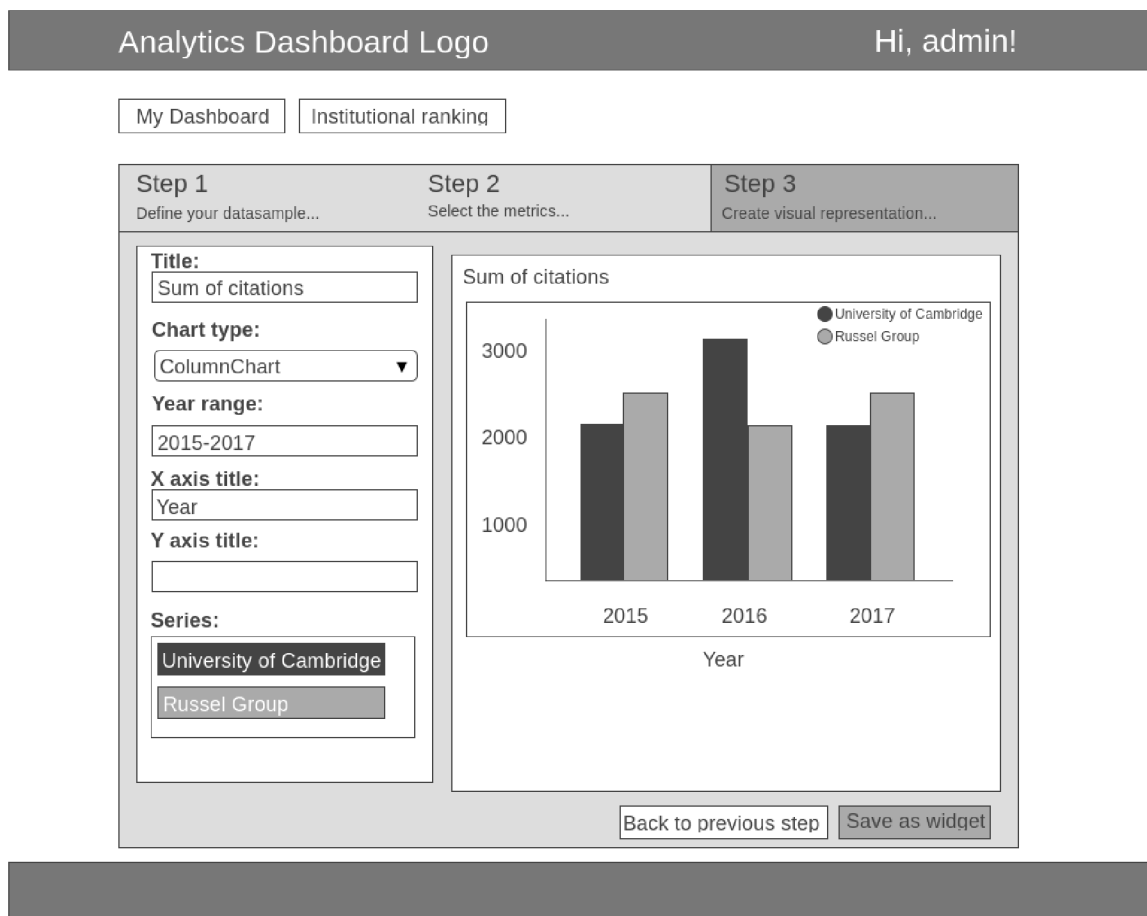 Analytics Dashboard Logo
Hi, admin!
My Dashboard
Institutional ranking
Step 1
Define your datasample...
Step 2
Select the metrics...
Step 3
Create visual representation...
Title:
Sum of citations
Chart type:
ColumnChart
Year range:
2015-2017
X axis title:
Year
Y axis title:
Series:
University of Cambridge
Russel Group
Sum of citations
University of Cambridge
Russel Group
3000
2000
1000
2015
2016
2017
Year
Back to previous step
Save as widget